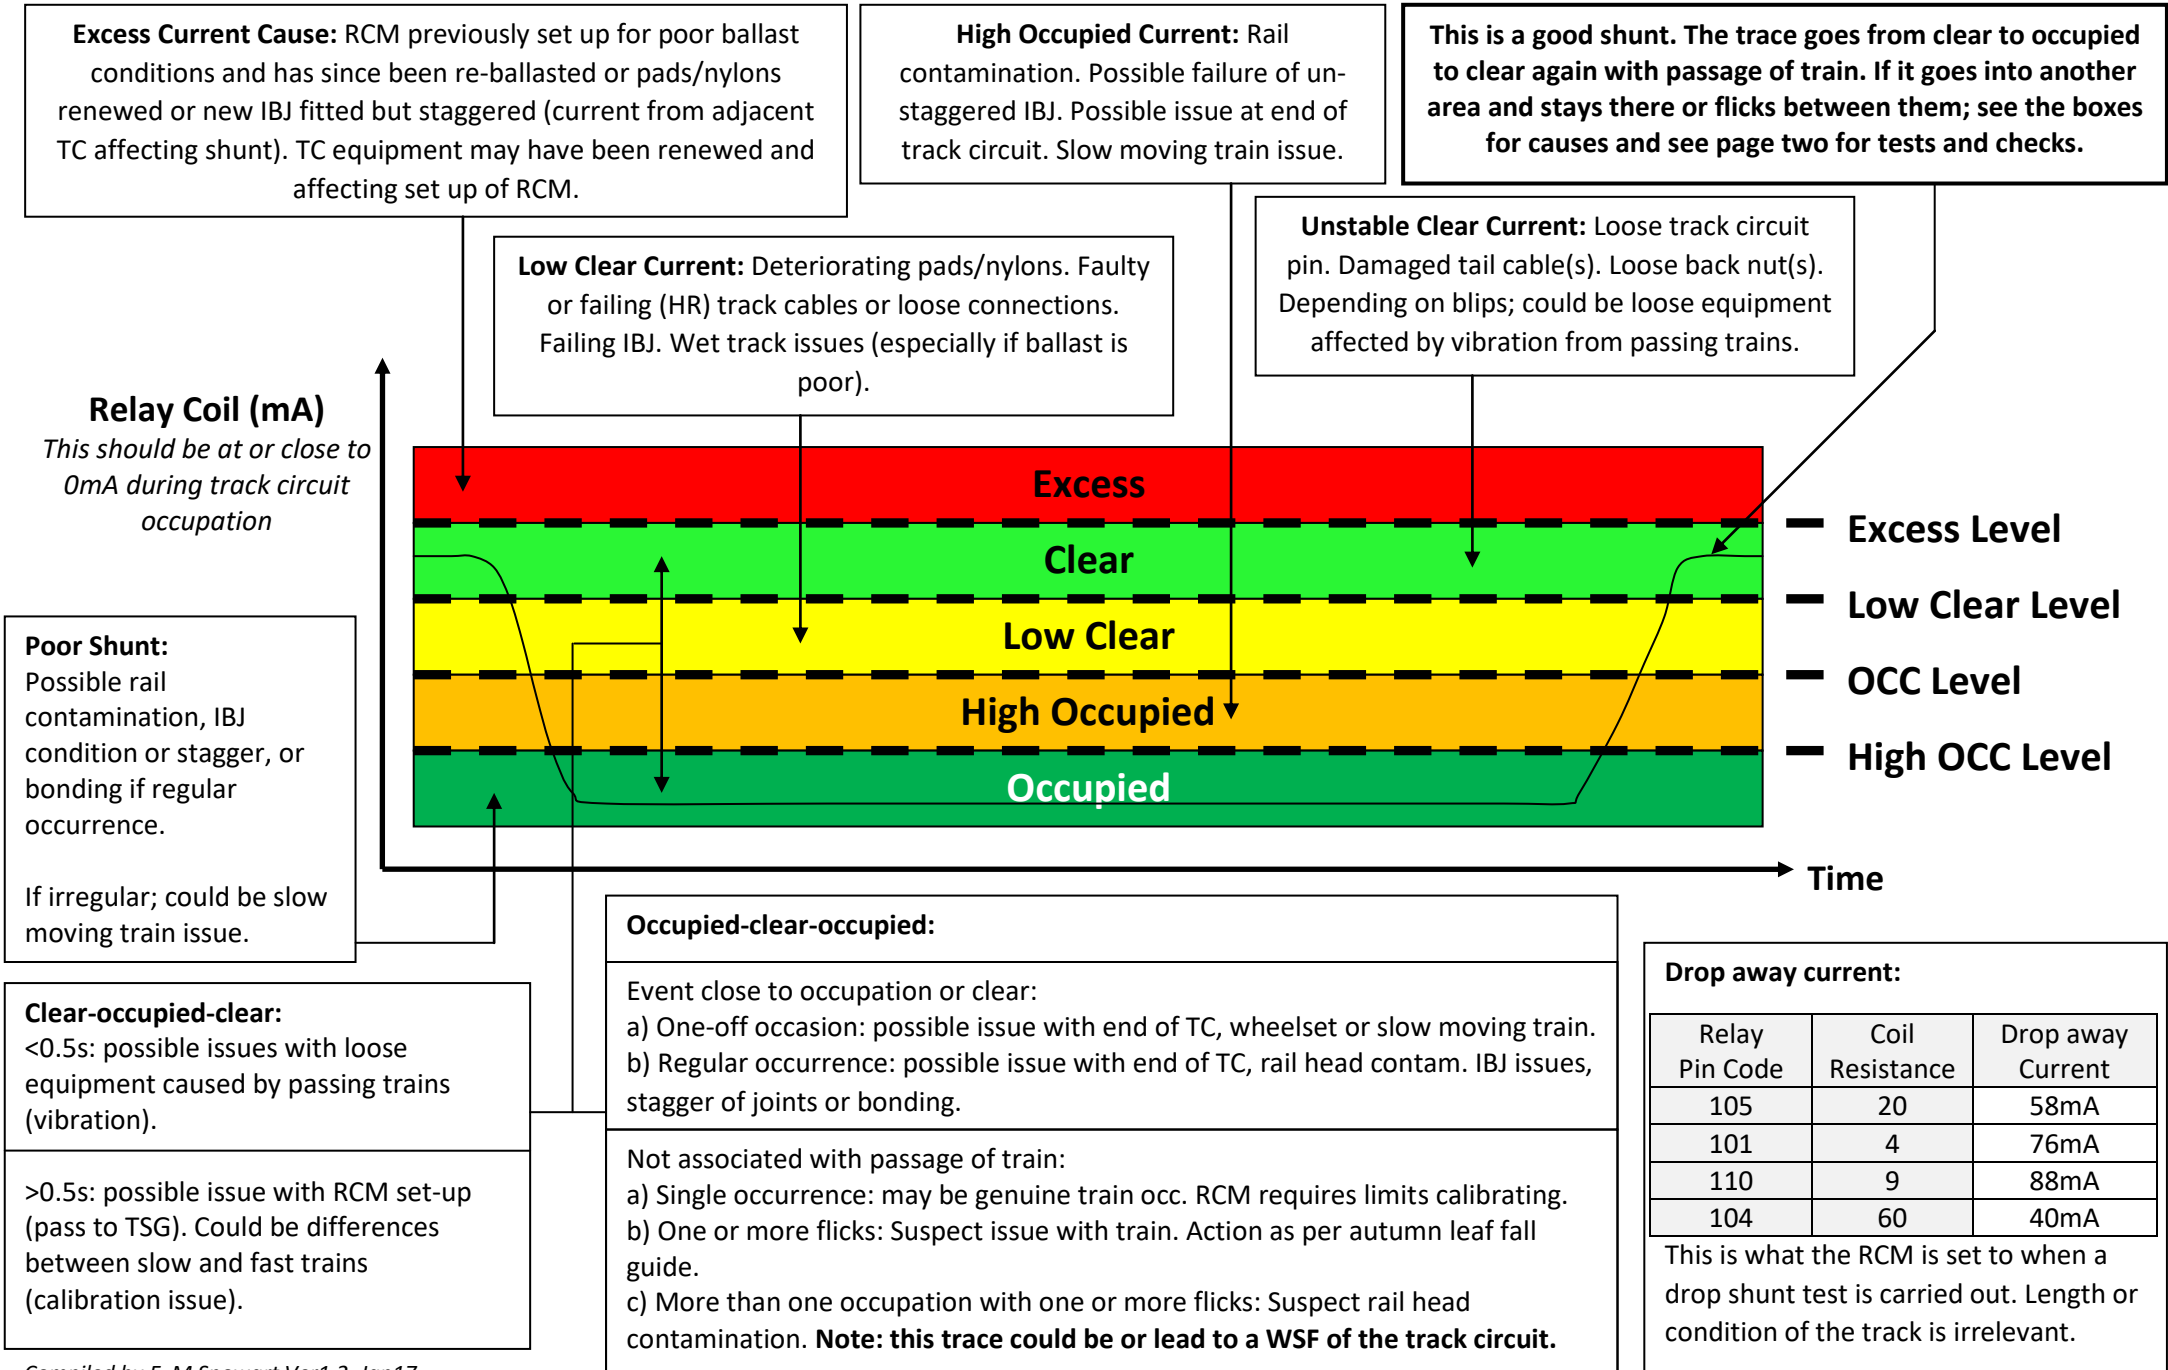 Excess Current Cause: RCM previously set up for poor ballast
conditions and has since been re-ballasted or pads/nylons
renewed or new IBJ fitted but staggered (current from adjacent
TC affecting shunt). TC equipment may have been renewed and
affecting set up of RCM.
High Occupied Current: Rail
contamination. Possible failure of un-
staggered IBJ. Possible issue at end of
track circuit. Slow moving train issue.
This is a good shunt. The trace goes from clear to occupied
to clear again with passage of train. If it goes into another
area and stays there or flicks between them; see the boxes
for causes and see page two for tests and checks.
Low Clear Current: Deteriorating pads/nylons. Faulty
or failing (HR) track cables or loose connections.
Failing IBJ. Wet track issues (especially if ballast is
poor).
Unstable Clear Current: Loose track circuit
pin. Damaged tail cable(s). Loose back nut(s).
Depending on blips; could be loose equipment
affected by vibration from passing trains.
Relay Coil (mA)
This should be at or close to
0mA during track circuit
occupation
Excess
Clear
Low Clear
High Occupied
Occupied
Excess Level
Low Clear Level
OCC Level
High OCC Level
Time
Poor Shunt:
Possible rail
contamination, IBJ
condition or stagger, or
bonding if regular
occurrence.
If irregular; could be slow
moving train issue.
Clear-occupied-clear:
<0.5s: possible issues with loose
equipment caused by passing trains
(vibration).
>0.5s: possible issue with RCM set-up
(pass to TSG). Could be differences
between slow and fast trains
(calibration issue).
Occupied-clear-occupied:
Event close to occupation or clear:
a) One-off occasion: possible issue with end of TC, wheelset or slow moving train.
b) Regular occurrence: possible issue with end of TC, rail head contam. IBJ issues,
stagger of joints or bonding.
Not associated with passage of train:
a) Single occurrence: may be genuine train occ. RCM requires limits calibrating.
b) One or more flicks: Suspect issue with train. Action as per autumn leaf fall
guide.
c) More than one occupation with one or more flicks: Suspect rail head
contamination. Note: this trace could be or lead to a WSF of the track circuit.
Drop away current:
Relay Pin Code Coil Resistance Drop away Current
105 20 58mA
101 4 76mA
110 9 88mA
104 60 40mA
This is what the RCM is set to when a
drop shunt test is carried out. Length or
condition of the track is irrelevant.